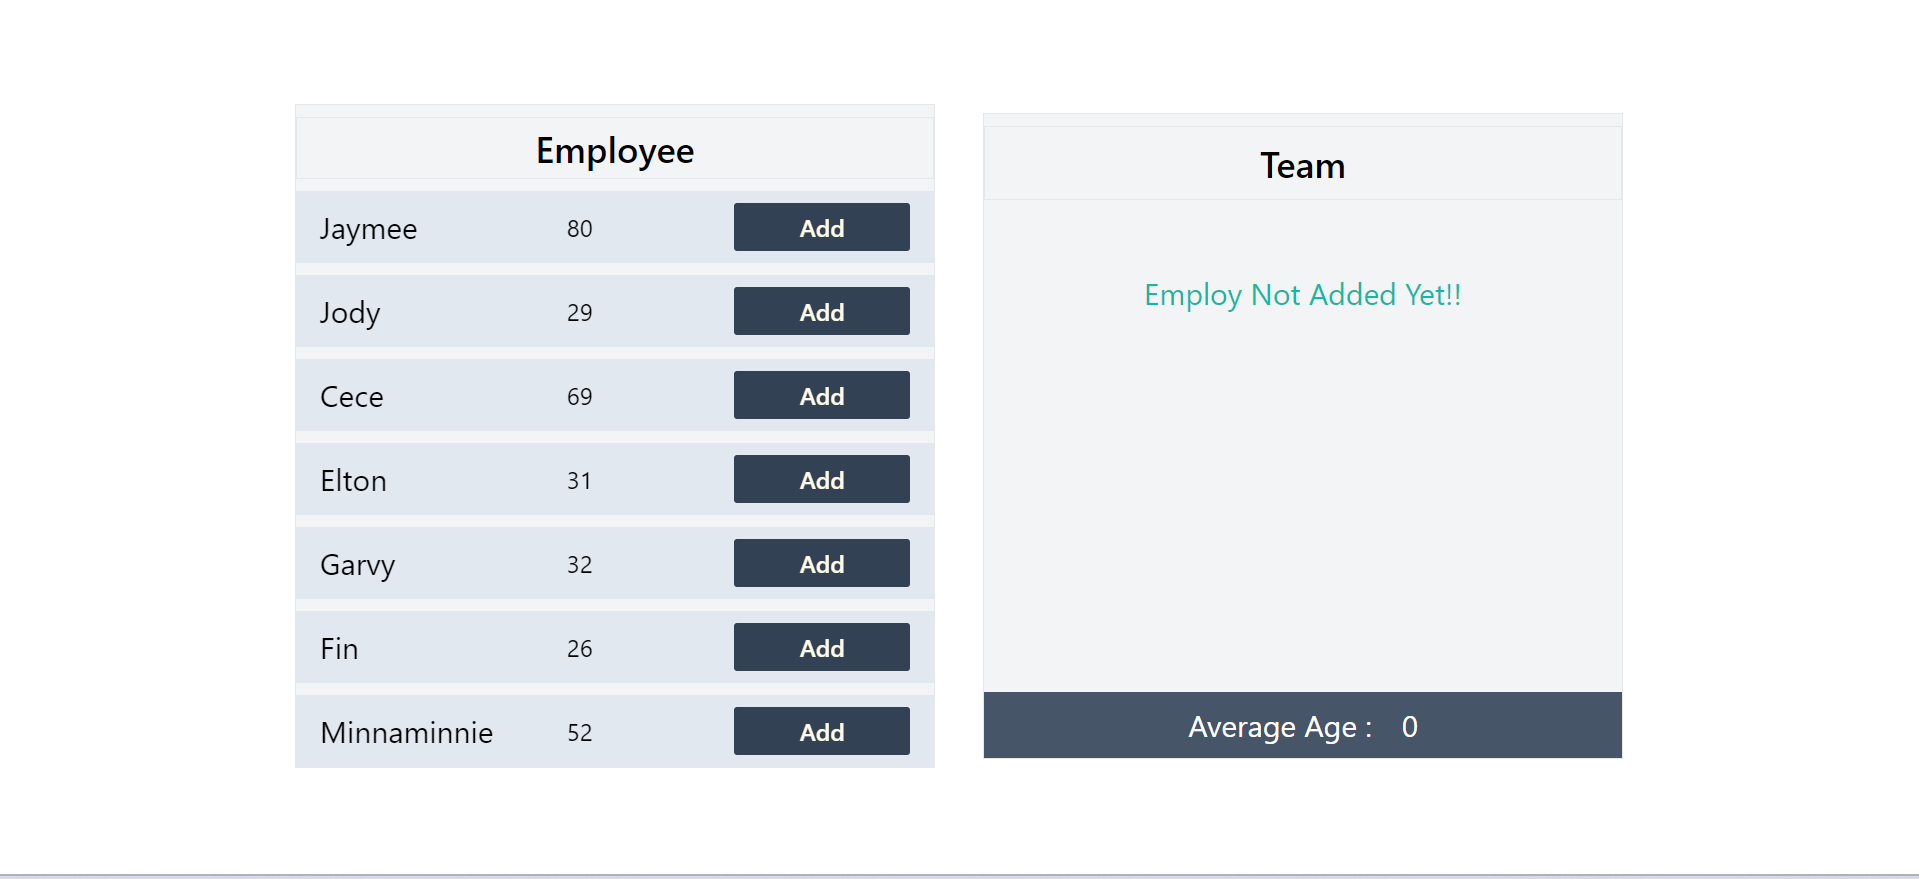 Employee
Jaymee 80 Add
Jody 29 Add
Cece 69 Add
Elton 31 Add
Garvy 32 Add
Fin 26 Add
Minnaminnie 52 Add
Team
Employ Not Added Yet!!
Average Age : 0